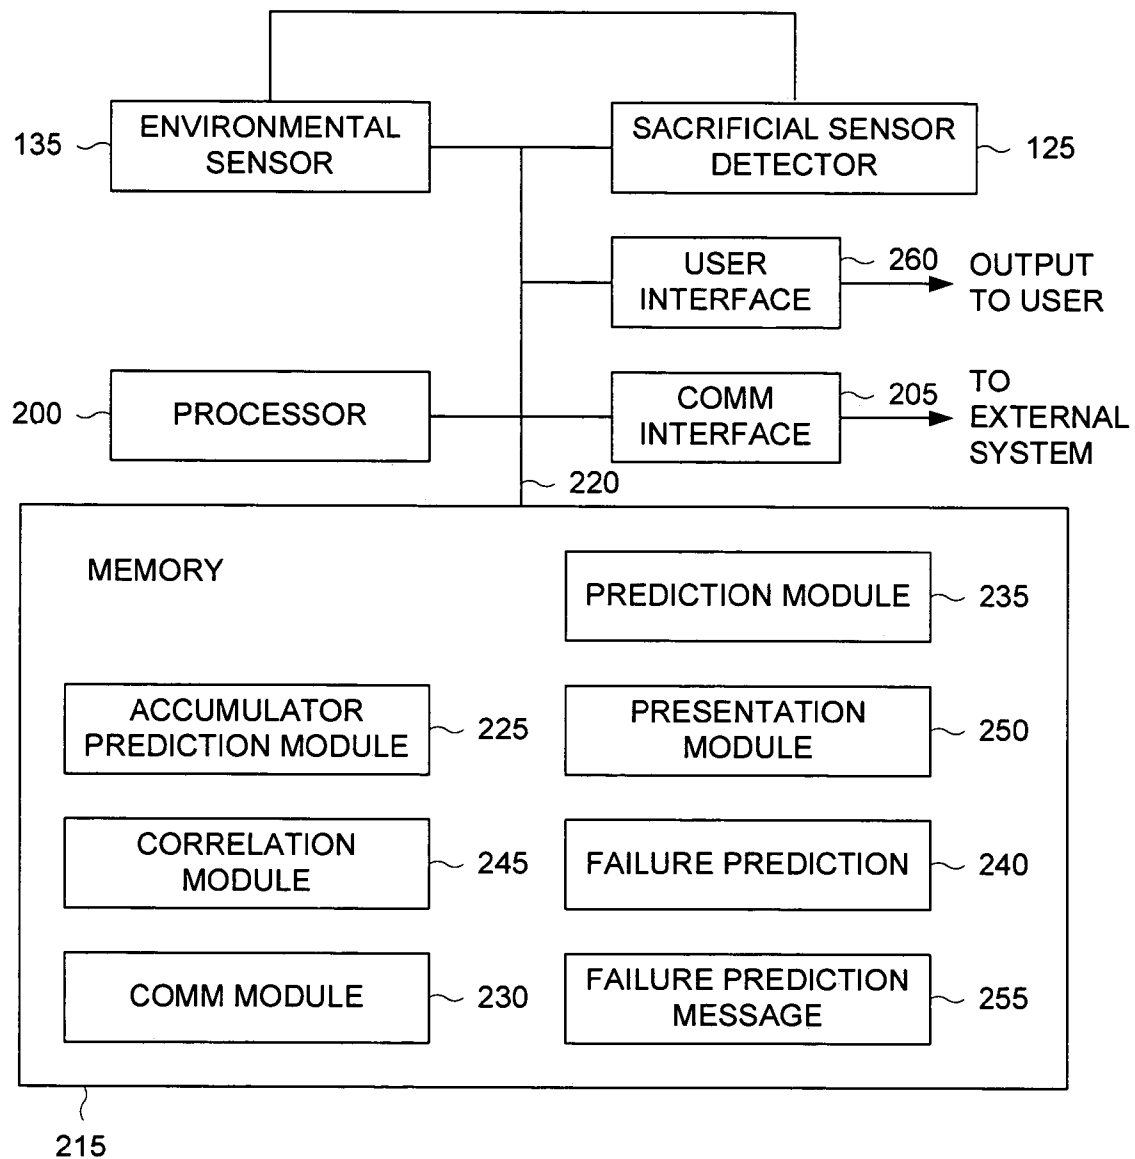 ENVIRONMENTAL
SENSOR
135
SACRIFICIAL SENSOR
DETECTOR
125
USER
INTERFACE
260
OUTPUT
TO USER
200
PROCESSOR
COMM
INTERFACE
205
TO
EXTERNAL
SYSTEM
220
MEMORY
PREDICTION MODULE
235
ACCUMULATOR
PREDICTION MODULE
225
PRESENTATION
MODULE
250
CORRELATION
MODULE
245
FAILURE PREDICTION
240
COMM MODULE
230
FAILURE PREDICTION
MESSAGE
255
215